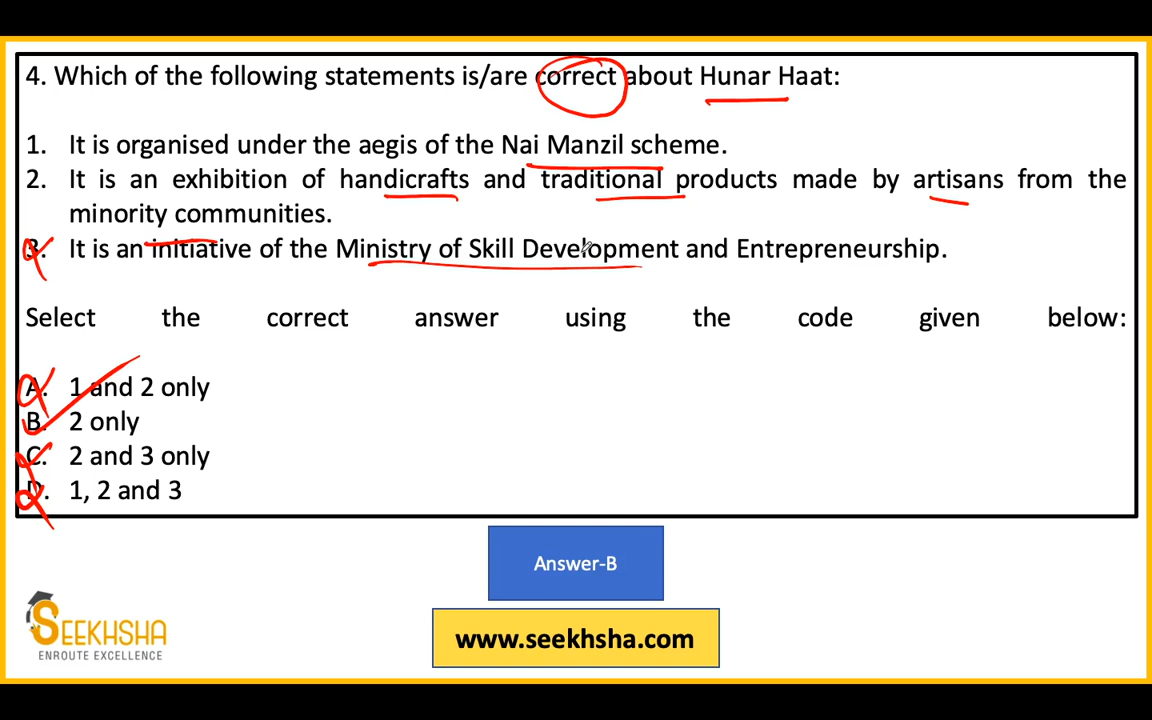 4. Which of the following statements is/are correct about Hunar Haat:
1. It is organised under the aegis of the Nai Manzil scheme.
2. It is an exhibition of handicrafts and traditional products made by artisans from the
minority communities.
3. It is an initiative of the Ministry of Skill Development and Entrepreneurship.
Select the correct answer using the code given below:
A. 1 and 2 only
B. 2 only
C. 2 and 3 only
D. 1, 2 and 3
Answer-B
SEEKHSHA
ENROUTE EXCELLENCE
www.seekhsha.com